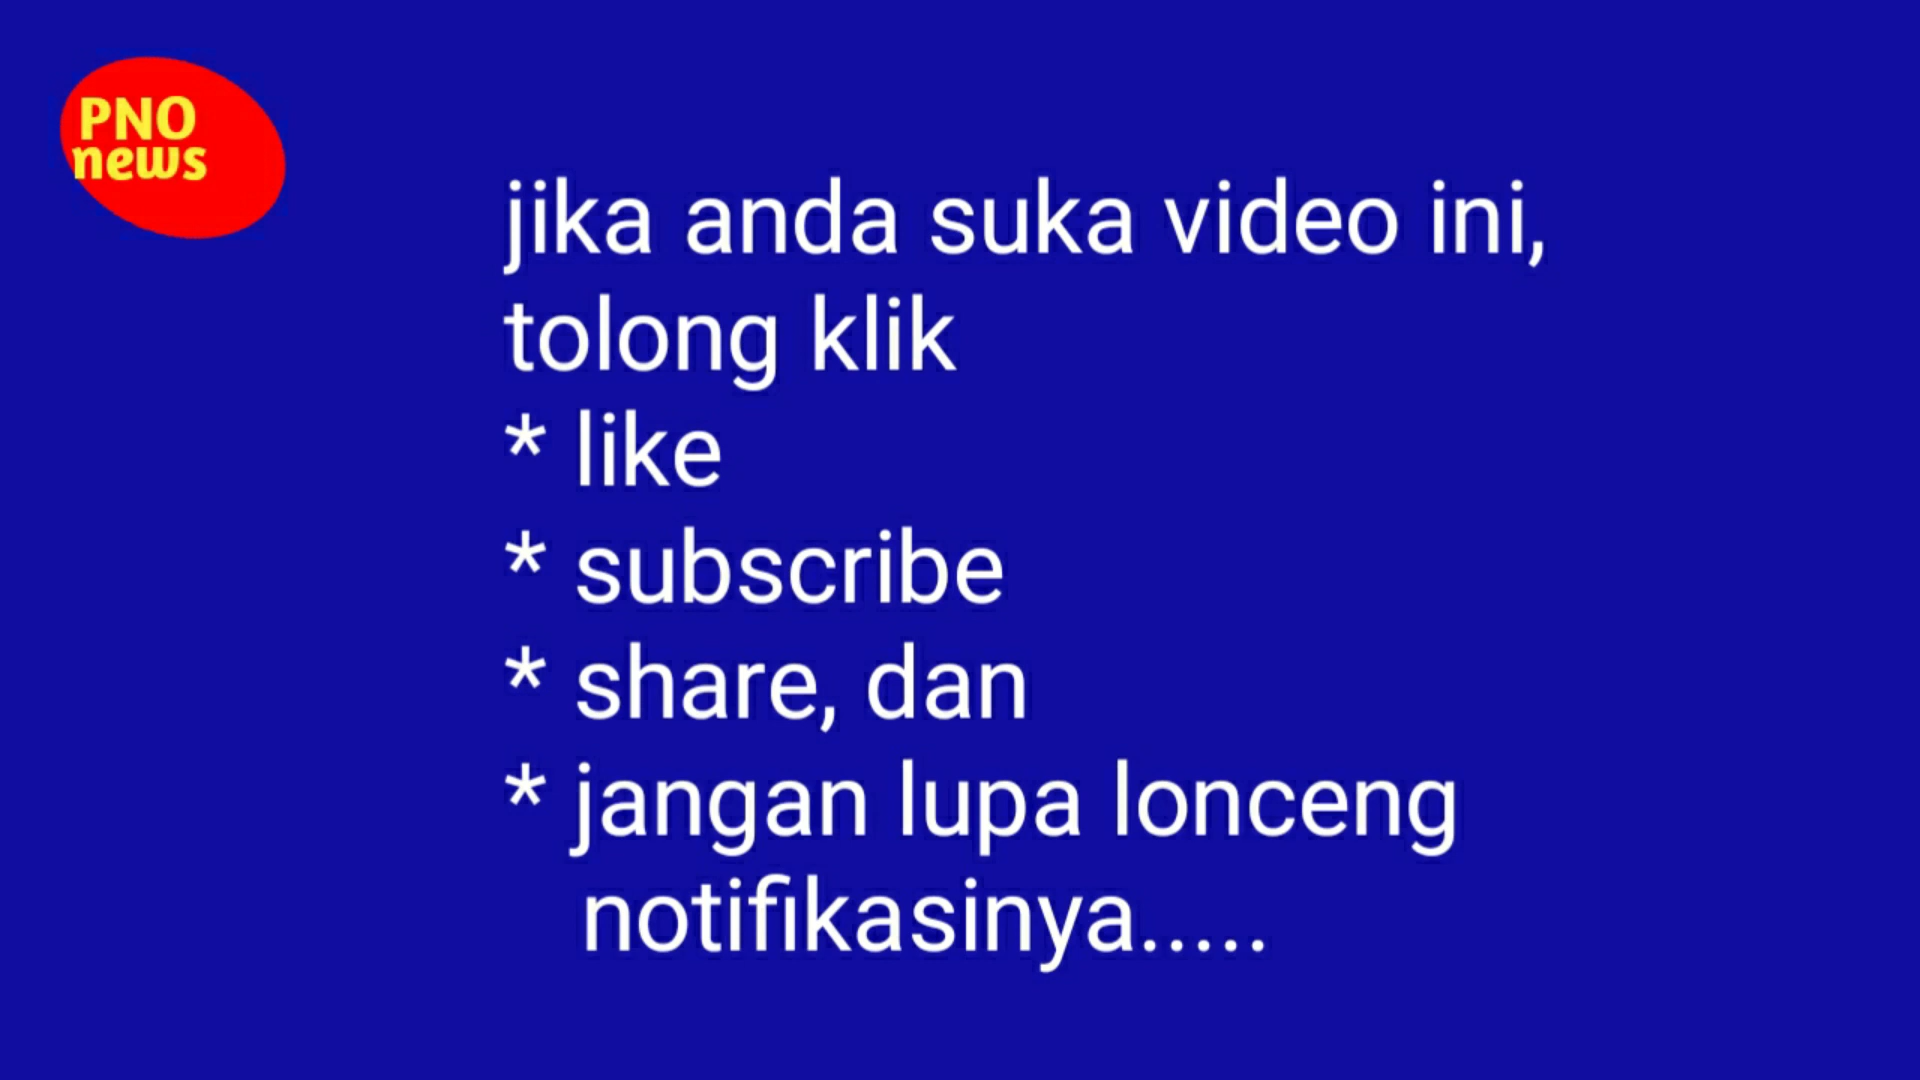 PNO
news
jika anda suka video ini,
tolong klik
* like
* subscribe
* share, dan
* jangan lupa lonceng
notifikasinya.....